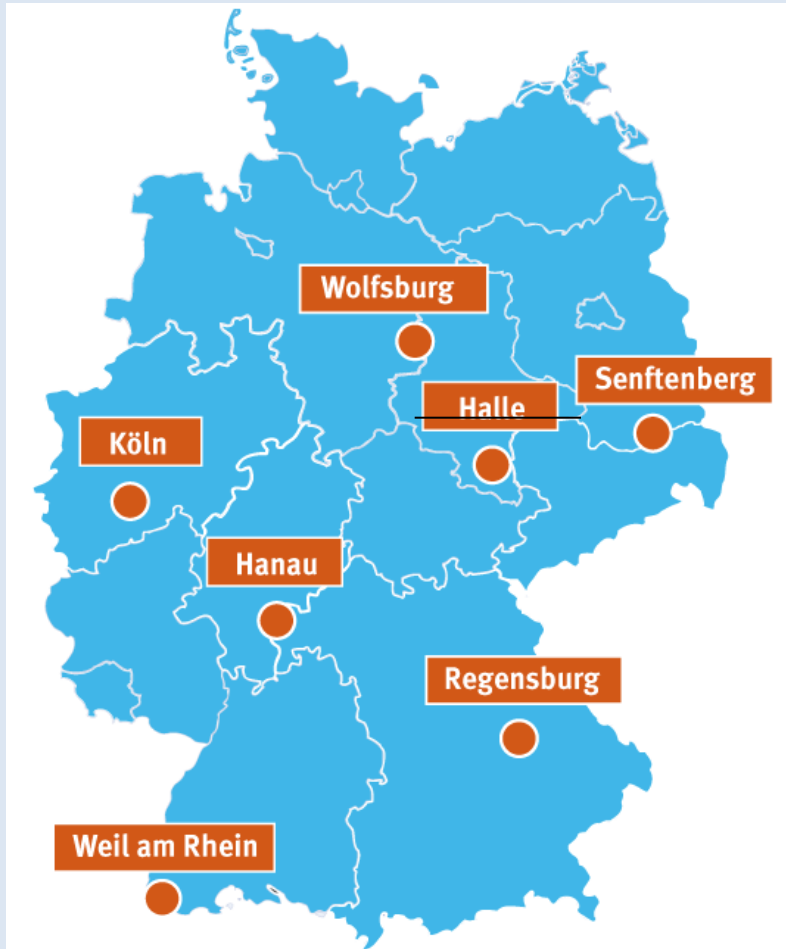 Wolfsburg
Senftenberg
Halle
Köln
Hanau
Regensburg
Weil am Rhein